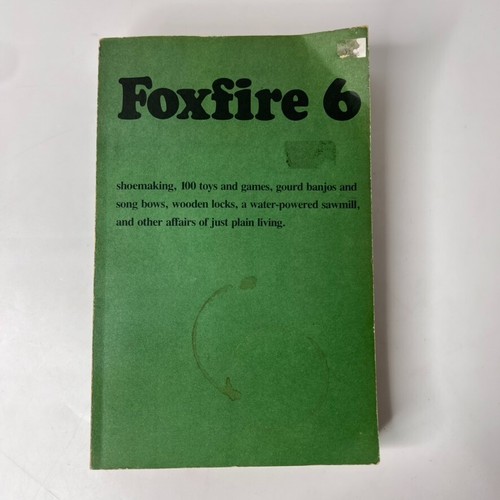 Foxfire 6
shoemaking, 100 toys and games, gourd banjos and
song bows, wooden locks, a water-powered sawmill,
and other affairs of just plain living.